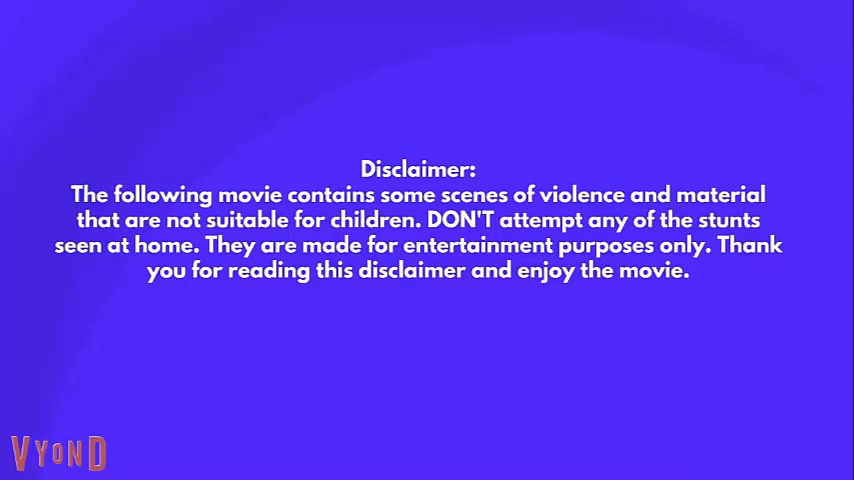 Disclaimer:
The following movie contains some scenes of violence and material
that are not suitable for children. DON'T attempt any of the stunts
seen at home. They are made for entertainment purposes only. Thank
you for reading this disclaimer and enjoy the movie.
VYOND